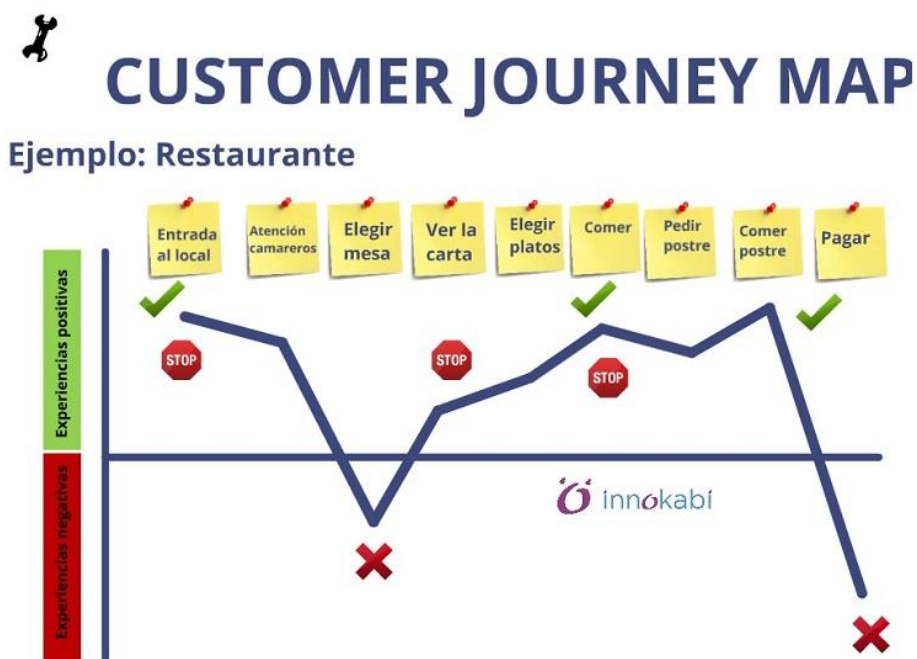 CUSTOMER JOURNEY MAP
Ejemplo: Restaurante
Entrada
al local
Atención
camareros
Elegir
mesa
Ver la
carta
Elegir
platos
Comer
Pedir
postre
Comer
postre
Pagar
Experiencias positivas
STOP
STOP
STOP
Experiencias negativas
innokabi